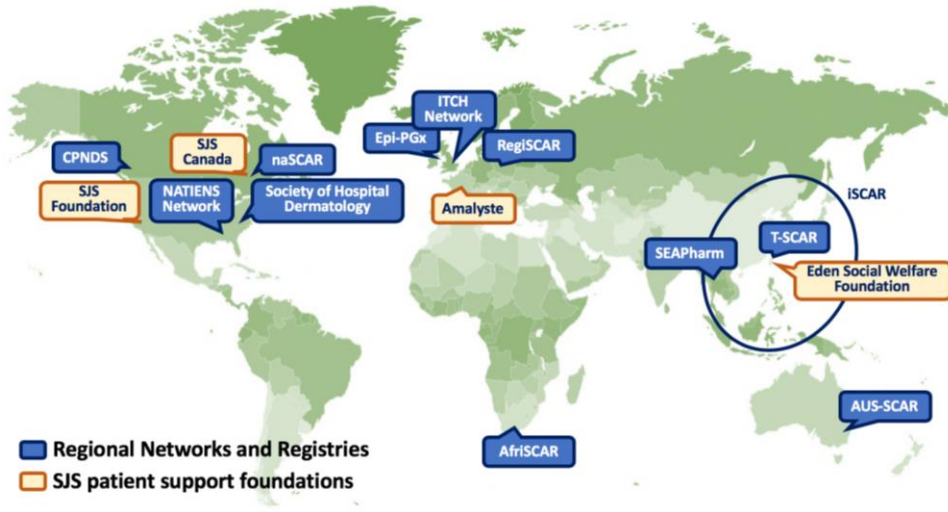 ITCH
Network
Epi-PGx
RegiSCAR
SJS
Canada
CPNDS
naSCAR
SJS
Foundation
NATIENS
Network
Society of Hospital
Dermatology
Amalyste
iSCAR
T-SCAR
SEAPharm
Eden Social Welfare
Foundation
AUS-SCAR
AfriSCAR
Regional Networks and Registries
SJS patient support foundations